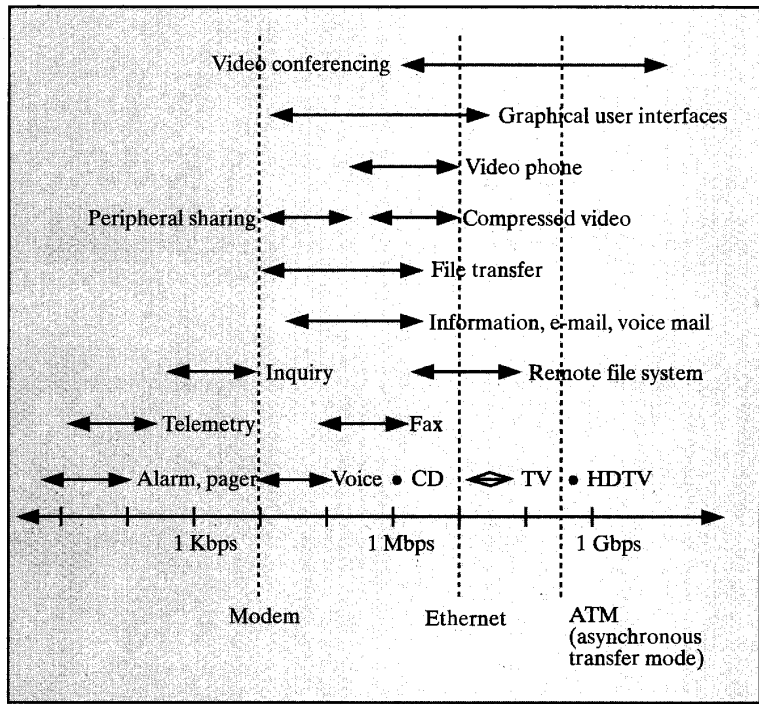 Video conferencing
Graphical user interfaces
Video phone
Peripheral sharing
Compressed video
File transfer
Information, e-mail, voice mail
Inquiry
Remote file system
Telemetry
Fax
Alarm, pager
Voice
CD
TV
HDTV
1 Kbps
1 Mbps
1 Gbps
Modem
Ethernet
ATM
(asynchronous
transfer mode)